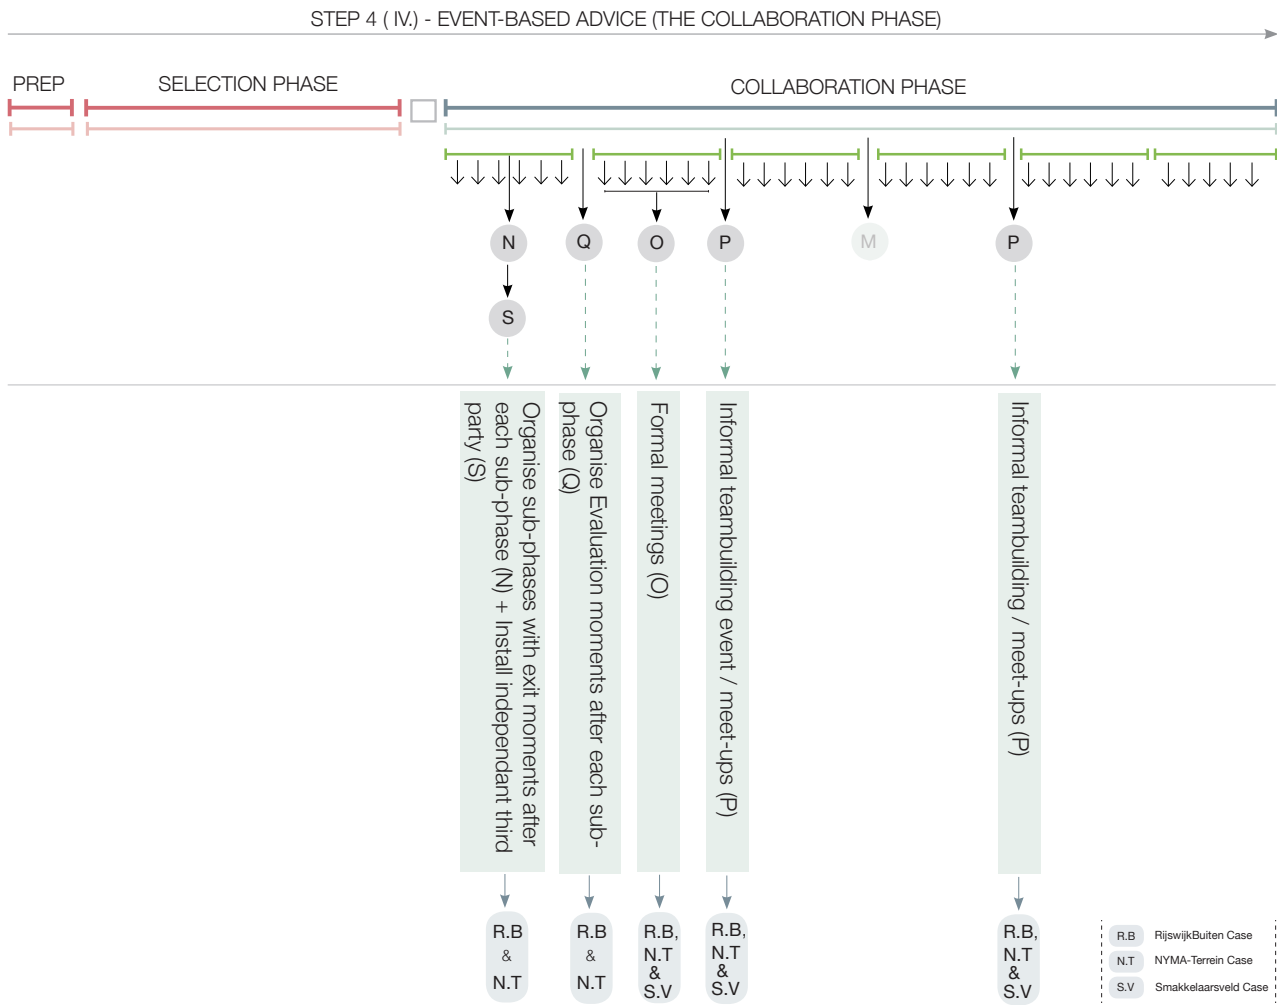 STEP 4 ( IV.) - EVENT-BASED ADVICE (THE COLLABORATION PHASE)
PREP
SELECTION PHASE
COLLABORATION PHASE
N
Q
O
P
M
P
S
Organise sub-phases with exit moments after
each sub-phase (N) + Install independant third
party (S)
Organise Evaluation moments after each sub-
phase (Q)
Formal meetings (O)
Informal teambuilding event / meet-ups (P)
Informal teambuilding / meet-ups (P)
R.B
&
N.T
R.B
&
N.T
R.B,
N.T
&
S.V
R.B,
N.T
&
S.V
R.B,
N.T
&
S.V
R.B RijswijkBuiten Case
N.T NYMA-Terrein Case
S.V Smakkelaarsveld Case